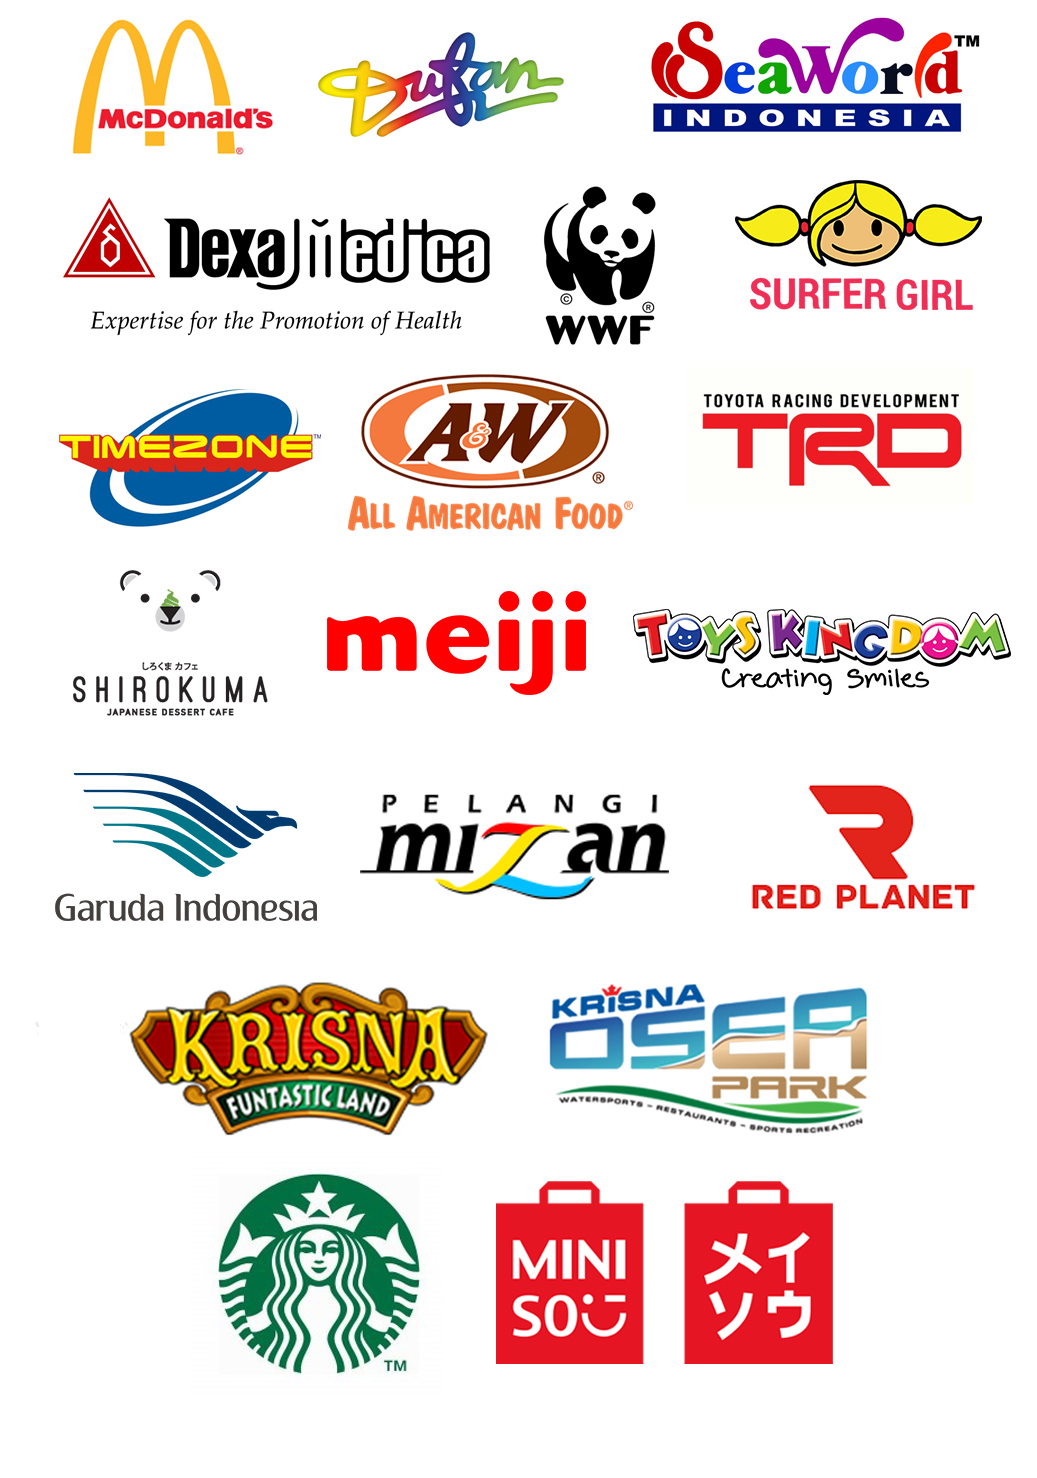 McDonald's ®
Dufan
SeaWorld™
INDONESIA
δ
Dexa Medica
Expertise for the Promotion of Health
© ®
WWF
SURFER GIRL
TIMEZONE™
A&W ®
ALL AMERICAN FOOD®
TOYOTA RACING DEVELOPMENT
TRD
しろくま カフェ
SHIROKUMA
JAPANESE DESSERT CAFE
meiji
TOYS KINGDOM
Creating Smiles
Garuda Indonesia
PELANGI
mizan
RED PLANET
KRISNA
FUNTASTIC LAND
KRISNA
OSEA
PARK
WATERSPORTS – RESTAURANTS – SPORTS RECREATION
TM
MINI
SO
メイ
ソウ